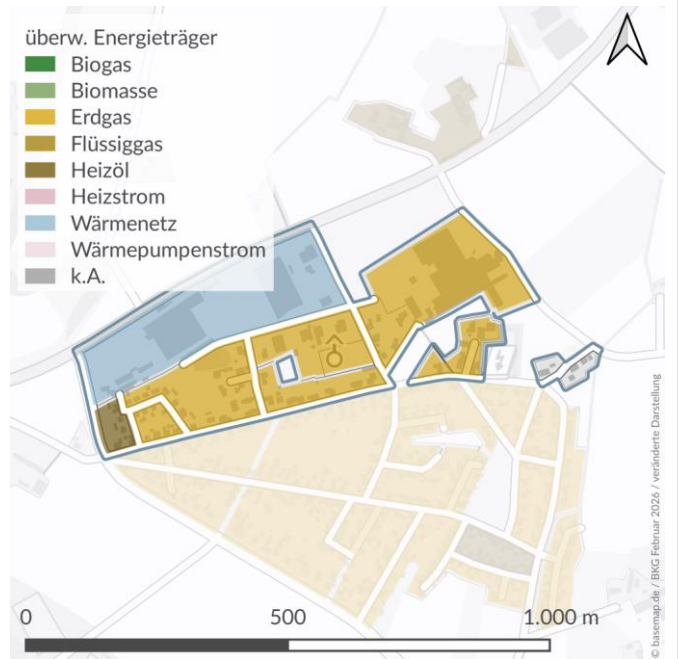 überw. Energieträger
Biogas
Biomasse
Erdgas
Flüssiggas
Heizöl
Heizstrom
Wärmenetz
Wärmepumpenstrom
k.A.
© basemap.de / BKG Februar 2026 / veränderte Darstellung
0 500 1.000 m